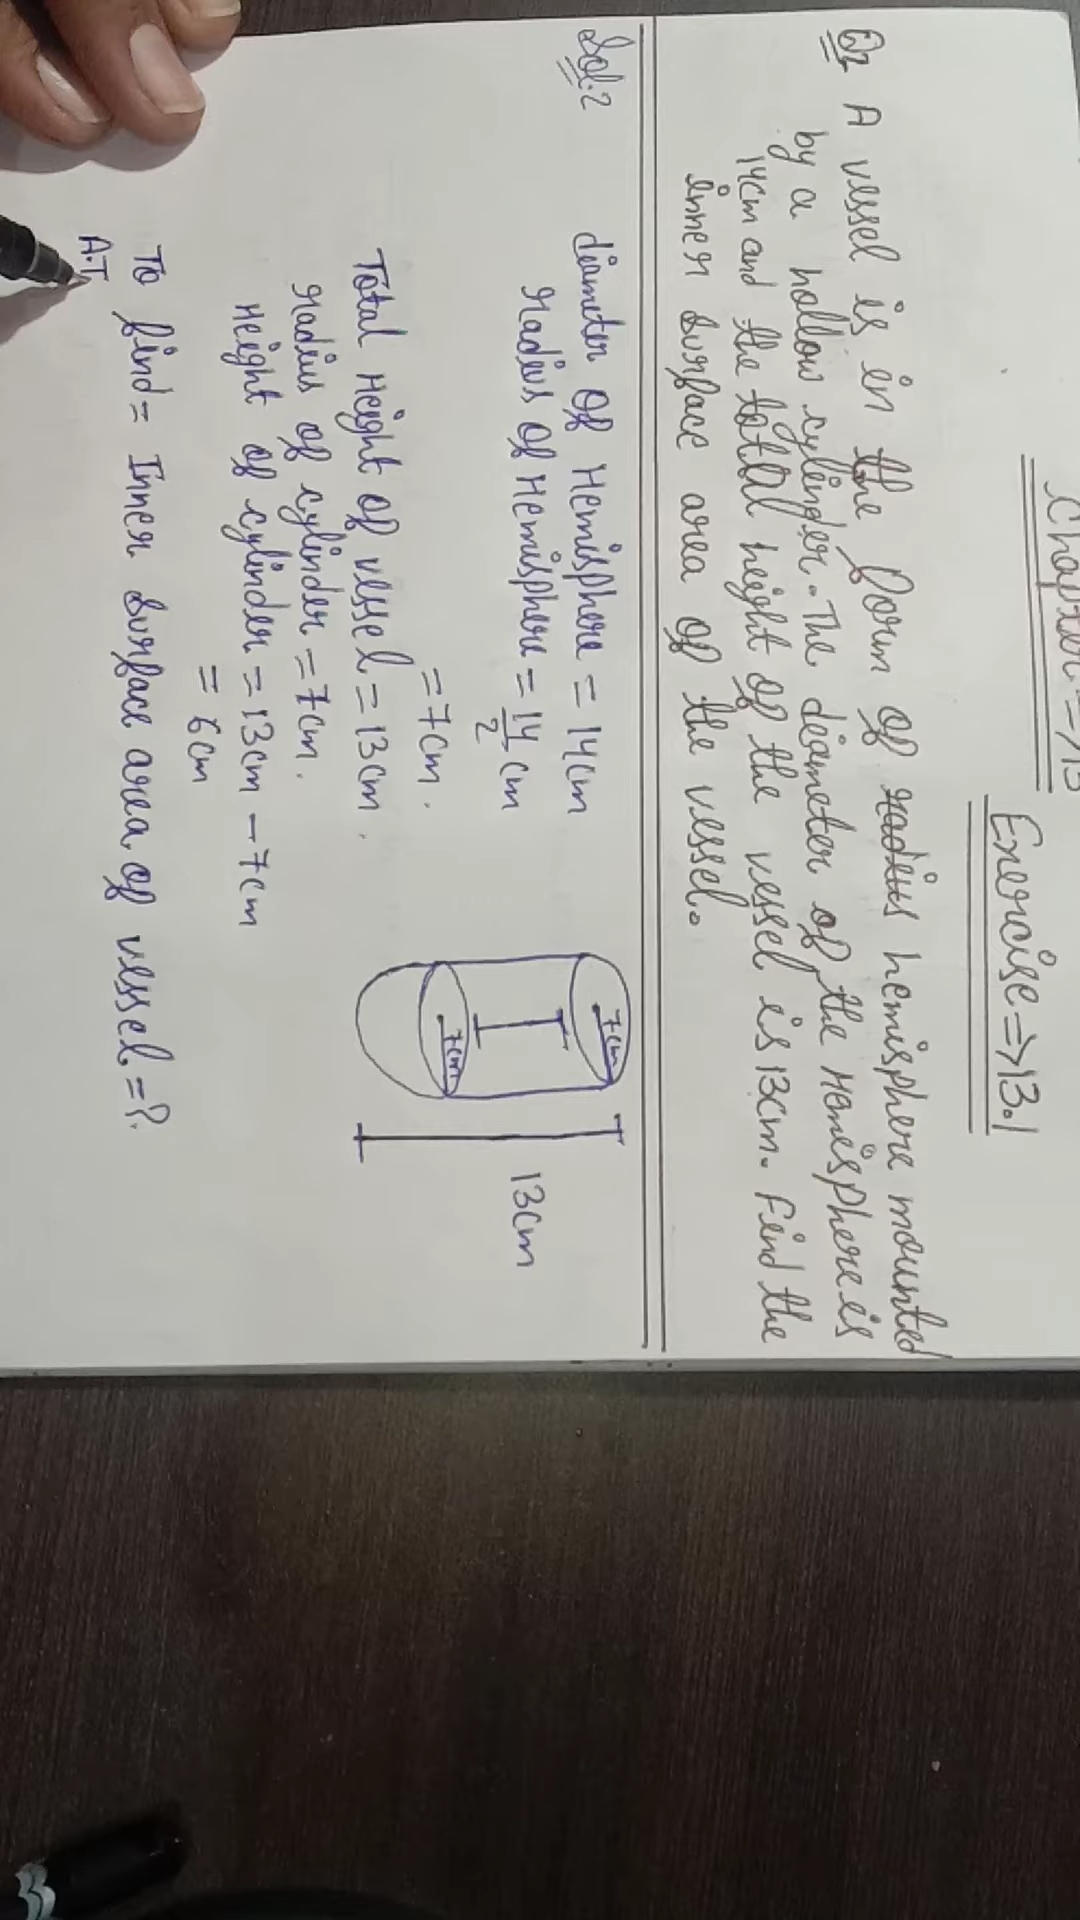 Chapter=>13
Exercise=>13.1
Q2 A vessel is in the form of radius hemisphere mounted
by a hollow cylinder. The diameter of the Hemisphere is
14cm and the total height of the vessel is 13cm. Find the
inner surface area of the vessel.
Sol.2
diameter of Hemisphere = 14cm
radius of Hemisphere = 14/2 cm
= 7cm.
Total Height of vessel = 13cm.
radius of cylinder = 7cm.
Height of cylinder = 13cm - 7cm
= 6cm
To find = Inner surface area of vessel = ?
A.T
7cm
7cm
13cm